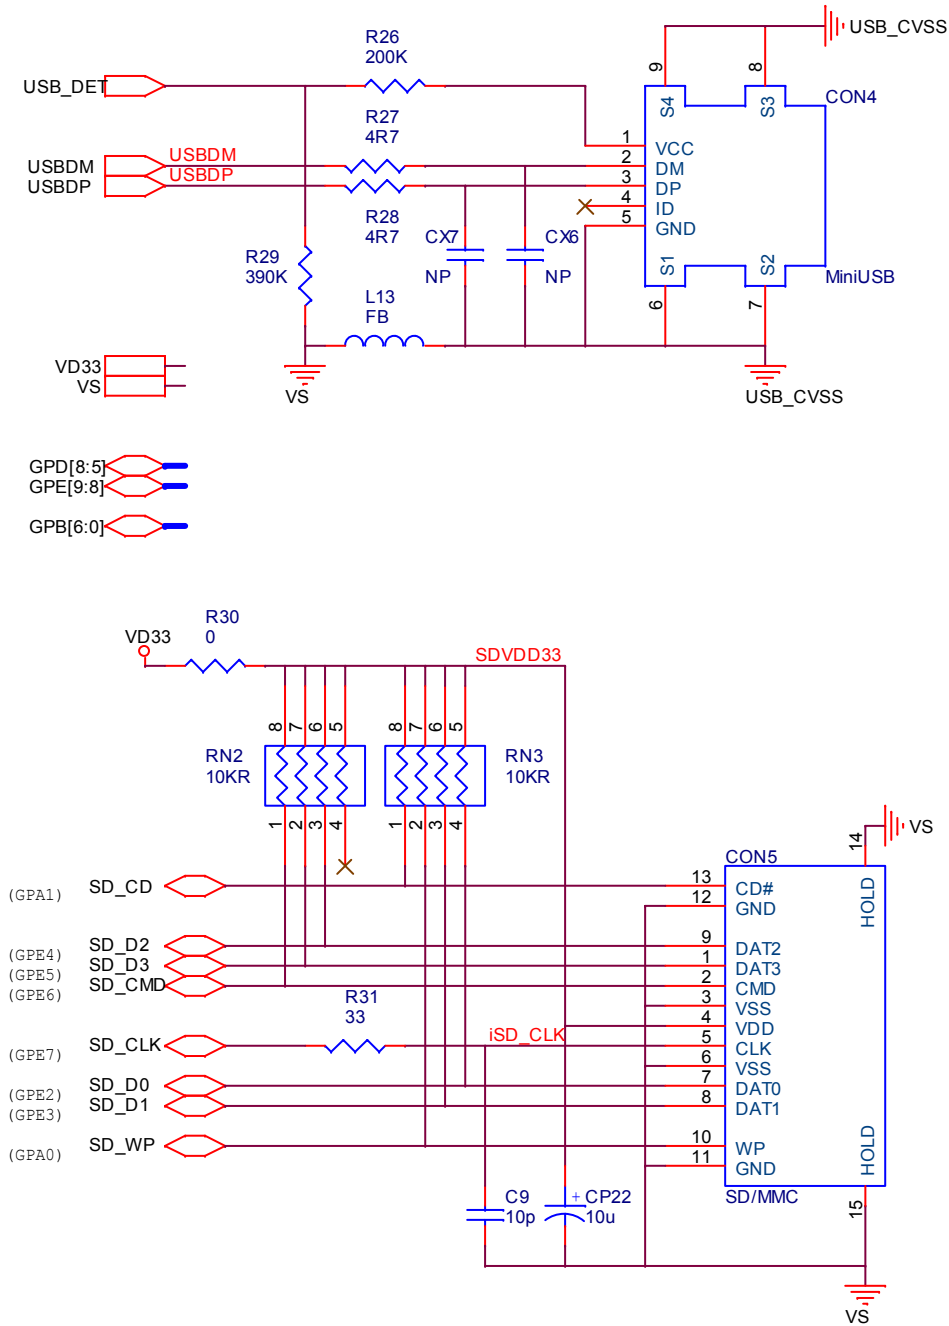 R26
200K
USB_DET
USB_CVSS
9
8
S4
S3
CON4
R27
4R7
1
VCC
USBDM
USBDM
2
DM
USBDP
USBDP
3
DP
4
ID
5
GND
R28
4R7
CX7
NP
CX6
NP
R29
390K
S1
S2
MiniUSB
6
7
L13
FB
VS
USB_CVSS
VD33
VS
GPD[8:5]
GPE[9:8]
GPB[6:0]
R30
0
VD33
SDVDD33
8
7
6
5
8
7
6
5
RN2
10KR
RN3
10KR
1
2
3
4
1
2
3
4
14
VS
CON5
(GPA1)
SD_CD
13
CD#
HOLD
12
GND
(GPE4)
SD_D2
9
DAT2
(GPE5)
SD_D3
1
DAT3
(GPE6)
SD_CMD
2
CMD
R31
33
3
VSS
iSD_CLK
4
VDD
(GPE7)
SD_CLK
5
CLK
6
VSS
(GPE2)
SD_D0
7
DAT0
(GPE3)
SD_D1
8
DAT1
(GPA0)
SD_WP
10
WP
11
GND
HOLD
C9
10p
+
CP22
10u
SD/MMC
15
VS